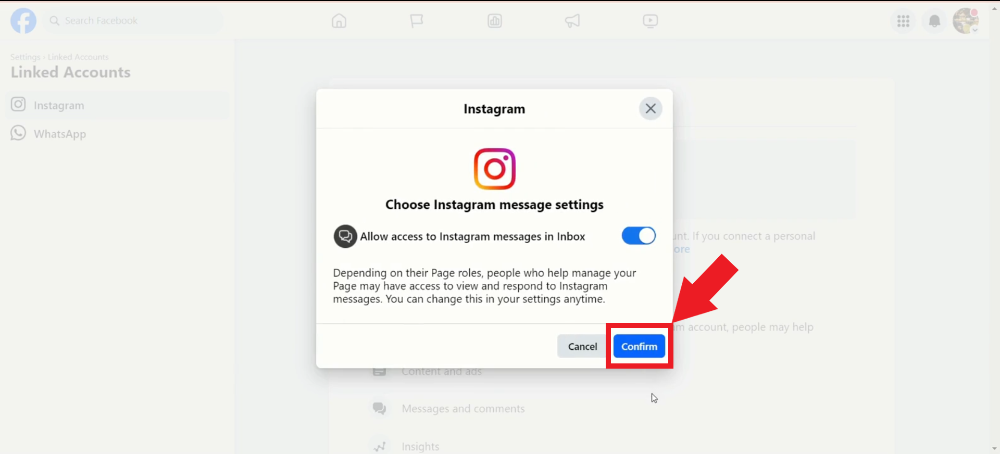 Search Facebook
Settings › Linked Accounts
Linked Accounts
Instagram
WhatsApp
Instagram
Choose Instagram message settings
Allow access to Instagram messages in Inbox
Depending on their Page roles, people who help manage your
Page may have access to view and respond to Instagram
messages. You can change this in your settings anytime.
Cancel
Confirm
If you connect a personal
account, people may help
Content and ads
Messages and comments
Insights